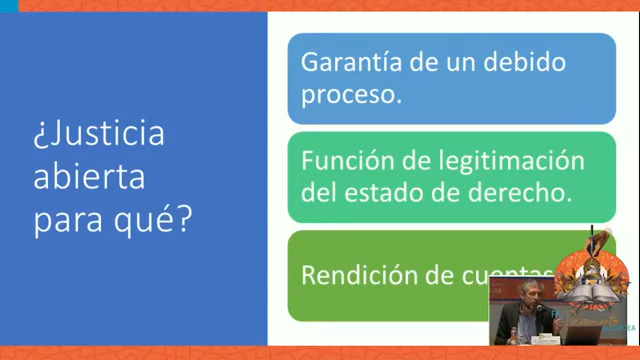 ¿Justicia
abierta
para qué?
Garantía de un debido
proceso.
Función de legitimación
del estado de derecho.
Rendición de cuentas
Pensamiento